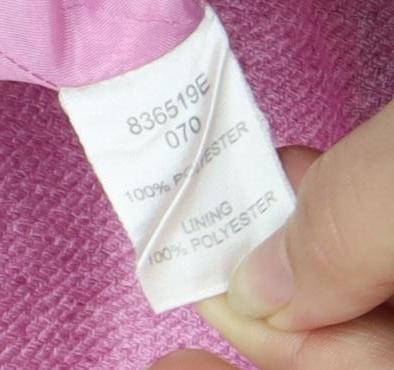 836519E
070
100% POLYESTER
LINING
100% POLYESTER